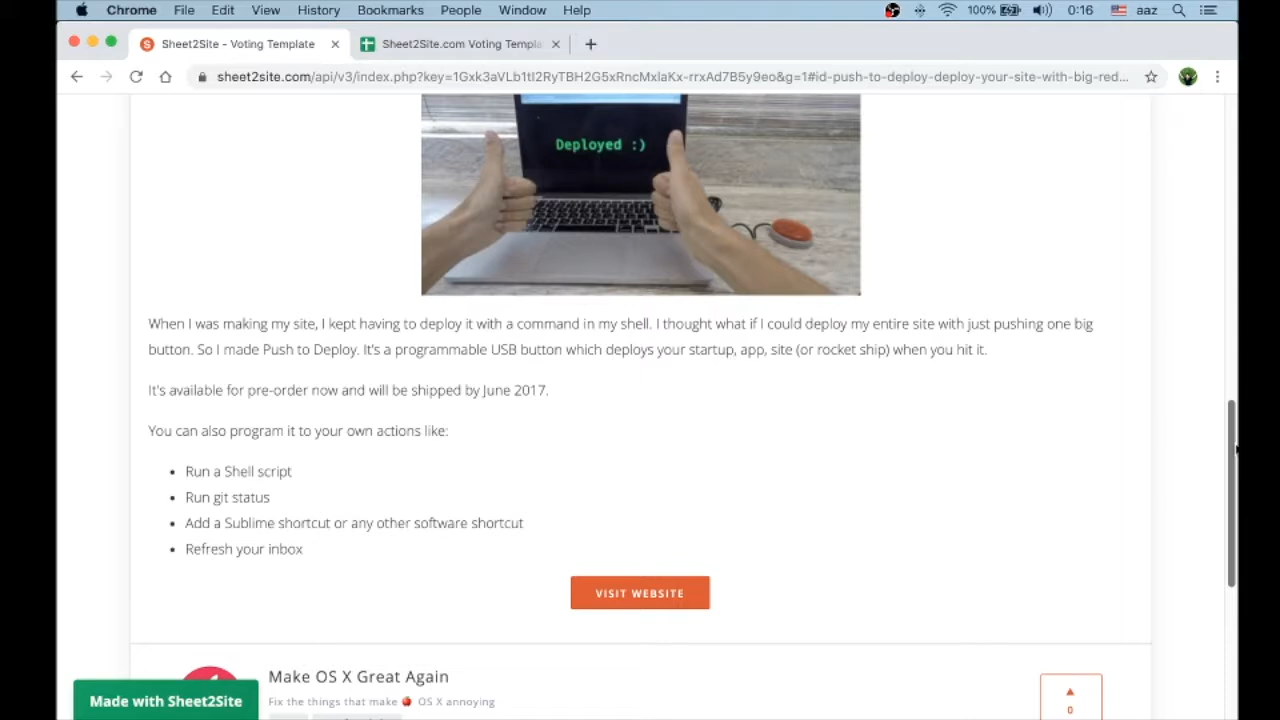 Chrome File Edit View History Bookmarks People Window Help 100% 0:16 aaz
Sheet2Site - Voting Template Sheet2Site.com Voting Templa
sheet2site.com/api/v3/index.php?key=1Gxk3aVLb1tI2RyTBH2G5xRncMxlaKx-rrxAd7B5y9eo&g=1#id-push-to-deploy-deploy-your-site-with-big-red...
Deployed :)
When I was making my site, I kept having to deploy it with a command in my shell. I thought what if I could deploy my entire site with just pushing one big
button. So I made Push to Deploy. It's a programmable USB button which deploys your startup, app, site (or rocket ship) when you hit it.
It's available for pre-order now and will be shipped by June 2017.
You can also program it to your own actions like:
• Run a Shell script
• Run git status
• Add a Sublime shortcut or any other software shortcut
• Refresh your inbox
VISIT WEBSITE
Make OS X Great Again
Fix the things that make 🍎 OS X annoying
▲
0
Made with Sheet2Site